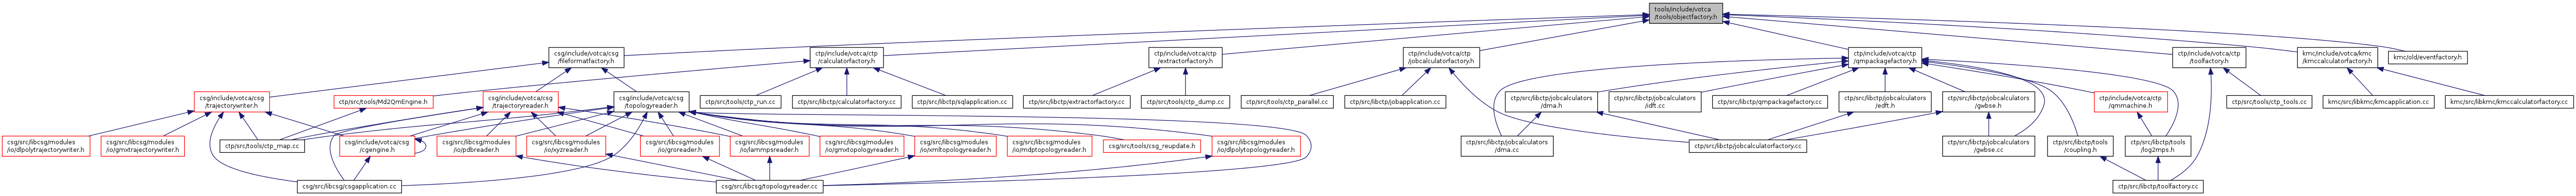 tools/include/votca
/tools/objectfactory.h
csg/include/votca/csg
/fileformatfactory.h
ctp/include/votca/ctp
/calculatorfactory.h
ctp/include/votca/ctp
/extractorfactory.h
ctp/include/votca/ctp
/jobcalculatorfactory.h
ctp/include/votca/ctp
/qmpackagefactory.h
ctp/include/votca/ctp
/toolfactory.h
kmc/include/votca/kmc
/kmccalculatorfactory.h
kmc/old/eventfactory.h
csg/include/votca/csg
/trajectorywriter.h
ctp/src/tools/Md2QmEngine.h
csg/include/votca/csg
/trajectoryreader.h
csg/include/votca/csg
/topologyreader.h
ctp/src/tools/ctp_run.cc
ctp/src/libctp/calculatorfactory.cc
ctp/src/libctp/sqlapplication.cc
ctp/src/libctp/extractorfactory.cc
ctp/src/tools/ctp_dump.cc
ctp/src/tools/ctp_parallel.cc
ctp/src/libctp/jobapplication.cc
ctp/src/libctp/jobcalculators
/dma.h
ctp/src/libctp/jobcalculators
/idft.cc
ctp/src/libctp/qmpackagefactory.cc
ctp/src/libctp/jobcalculators
/edft.h
ctp/src/libctp/jobcalculators
/gwbse.h
ctp/include/votca/ctp
/qmmachine.h
ctp/src/tools/ctp_tools.cc
kmc/src/libkmc/kmcapplication.cc
kmc/src/libkmc/kmccalculatorfactory.cc
csg/src/libcsg/modules
/io/dlpolytrajectorywriter.h
csg/src/libcsg/modules
/io/gmxtrajectorywriter.h
ctp/src/tools/ctp_map.cc
csg/include/votca/csg
/cgengine.h
csg/src/libcsg/modules
/io/pdbreader.h
csg/src/libcsg/modules
/io/xyzreader.h
csg/src/libcsg/modules
/io/groreader.h
csg/src/libcsg/modules
/io/lammpsreader.h
csg/src/libcsg/modules
/io/gmxtopologyreader.h
csg/src/libcsg/modules
/io/xmltopologyreader.h
csg/src/libcsg/modules
/io/mdptopologyreader.h
csg/src/tools/csg_reupdate.h
csg/src/libcsg/modules
/io/dlpolytopologyreader.h
ctp/src/libctp/jobcalculators
/dma.cc
ctp/src/libctp/jobcalculatorfactory.cc
ctp/src/libctp/jobcalculators
/gwbse.cc
ctp/src/libctp/tools
/coupling.h
ctp/src/libctp/tools
/log2mps.h
csg/src/libcsg/csgapplication.cc
csg/src/libcsg/topologyreader.cc
ctp/src/libctp/toolfactory.cc